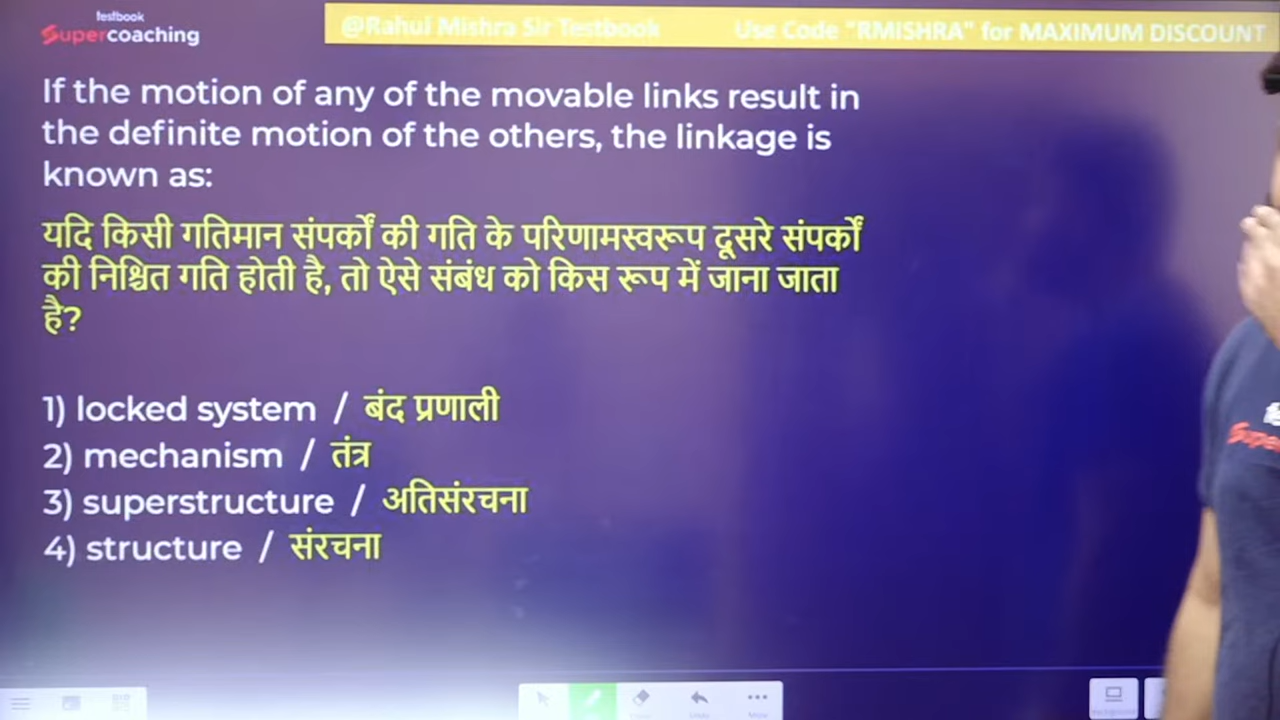 testbook
Supercoaching
@Rahul Mishra Sir Testbook
Use Code "RMISHRA" for MAXIMUM DISCOUNT
If the motion of any of the movable links result in
the definite motion of the others, the linkage is
known as:
यदि किसी गतिमान संपर्कों की गति के परिणामस्वरूप दूसरे संपर्कों
की निश्चित गति होती है, तो ऐसे संबंध को किस रूप में जाना जाता
है?
1) locked system / बंद प्रणाली
2) mechanism / तंत्र
3) superstructure / अतिसंरचना
4) structure / संरचना
Undo
More